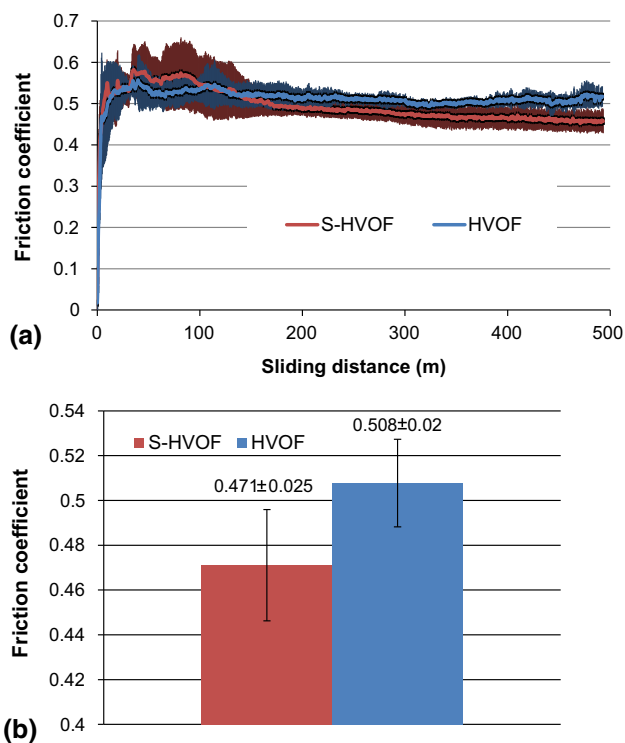 0.7
0.6
0.5
0.4
0.3
0.2
0.1
0
Friction coefficient
S-HVOF HVOF
0 100 200 300 400 500
(a)
Sliding distance (m)
0.54
0.52
0.5
0.48
0.46
0.44
0.42
0.4
Friction coefficient
S-HVOF HVOF
0.508±0.02
0.471±0.025
(b)